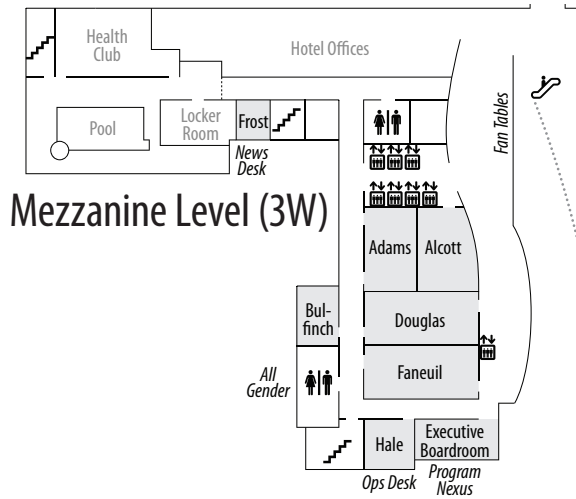 Health
Club
Hotel Offices
Pool
Locker
Room
Frost
News
Desk
Fan Tables
Mezzanine Level (3W)
Adams
Alcott
Bul-
finch
Douglas
All
Gender
Faneuil
Hale
Executive
Boardroom
Ops Desk
Program
Nexus